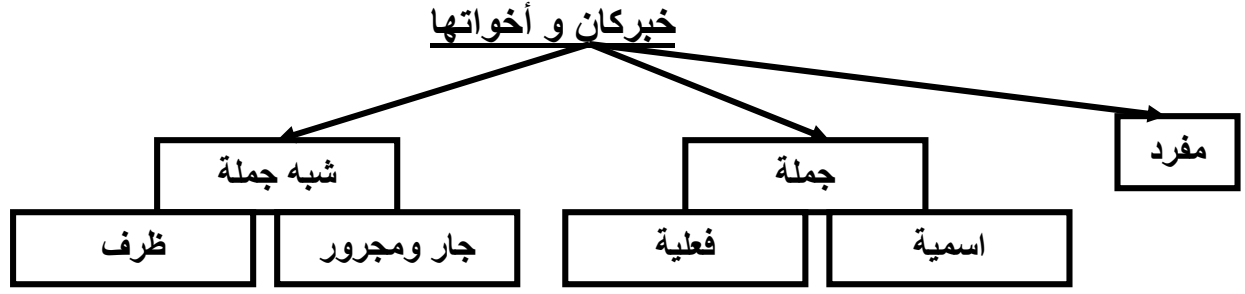 خبركان و أخواتها
مفرد
جملة
شبه جملة
اسمية
فعلية
جار ومجرور
ظرف